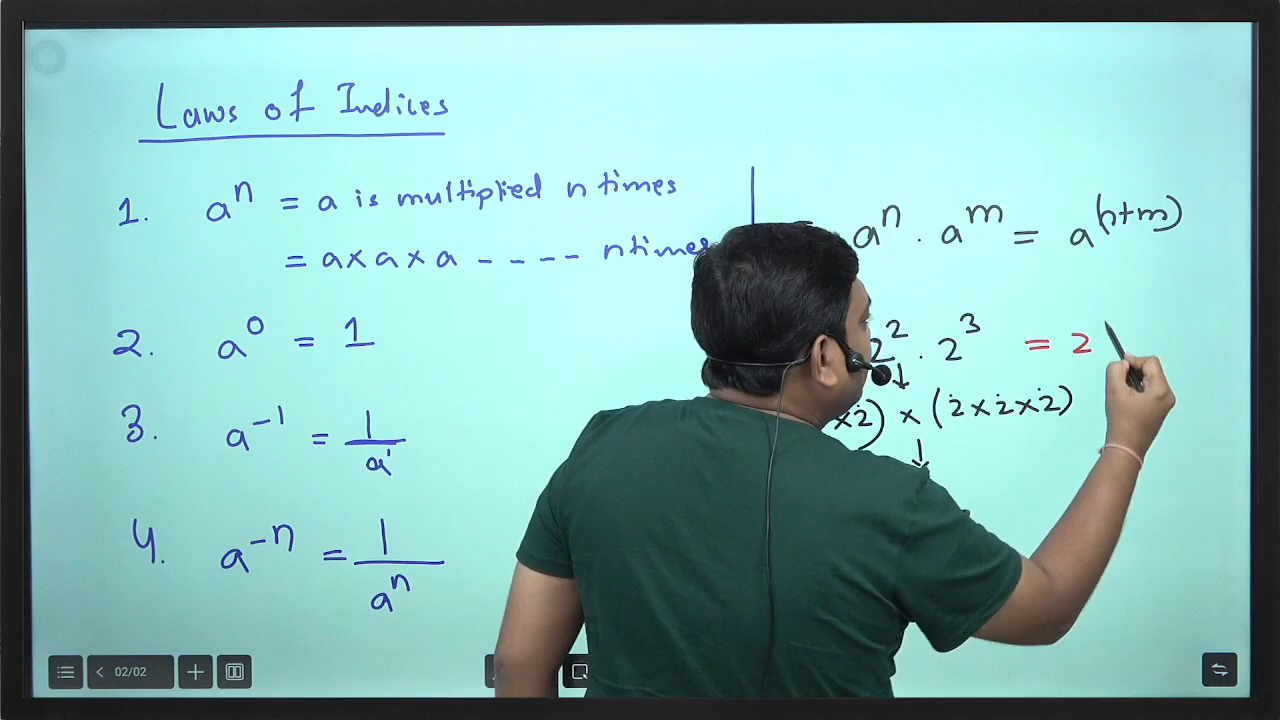 Laws of Indices
1. aⁿ = a is multiplied n times
= a×a×a ---- n times
2. a⁰ = 1
3. a⁻¹ = 1/a¹
4. a⁻ⁿ = 1/aⁿ
aⁿ . aᵐ = a⁽ⁿ⁺ᵐ⁾
2² . 2³ = 2
×2) × (2×2×2)
02/02